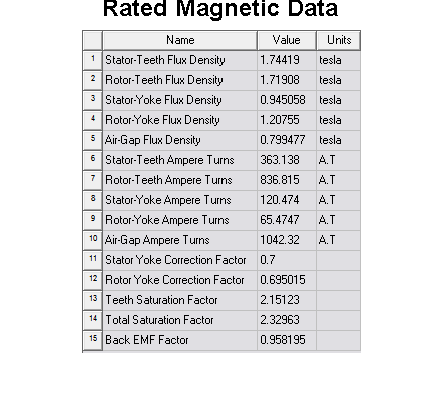 Rated Magnetic Data
Name Value Units
1 Stator-Teeth Flux Density 1.74419 tesla
2 Rotor-Teeth Flux Density 1.71908 tesla
3 Stator-Yoke Flux Density 0.945058 tesla
4 Rotor-Yoke Flux Density 1.20755 tesla
5 Air-Gap Flux Density 0.799477 tesla
6 Stator-Teeth Ampere Turns 363.138 A.T
7 Rotor-Teeth Ampere Turns 836.815 A.T
8 Stator-Yoke Ampere Turns 120.474 A.T
9 Rotor-Yoke Ampere Turns 65.4747 A.T
10 Air-Gap Ampere Turns 1042.32 A.T
11 Stator Yoke Correction Factor 0.7
12 Rotor Yoke Correction Factor 0.695015
13 Teeth Saturation Factor 2.15123
14 Total Saturation Factor 2.32963
15 Back EMF Factor 0.958195